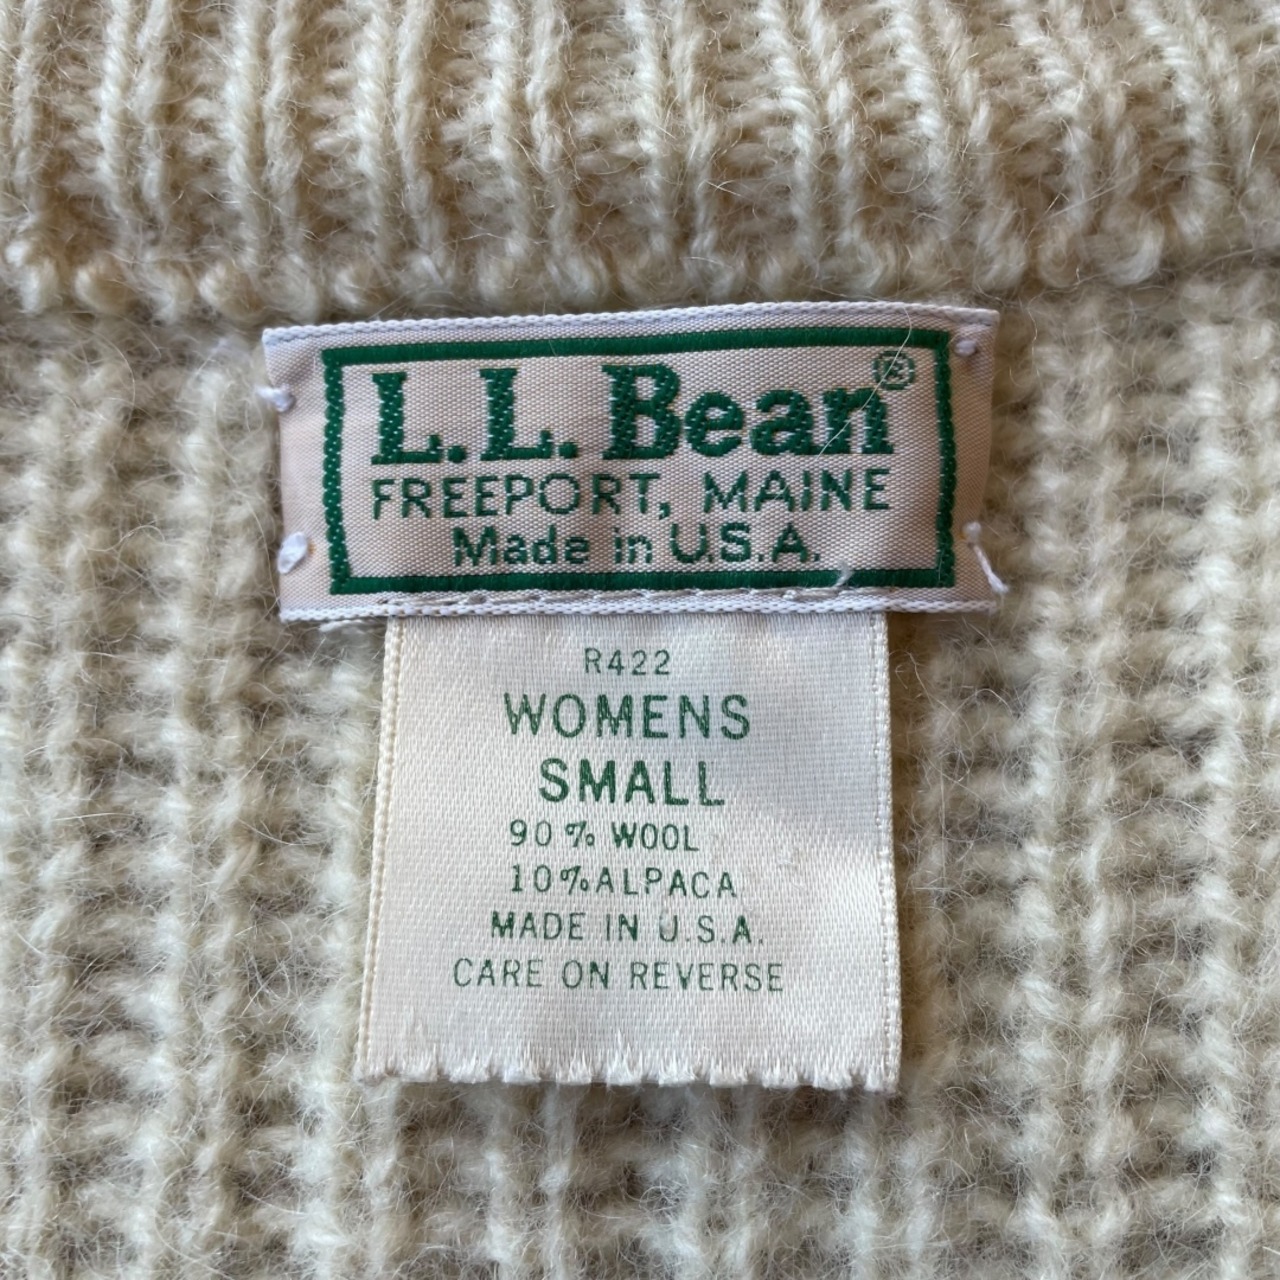 L.L.Bean®
FREEPORT, MAINE
Made in U.S.A.
R422
WOMENS
SMALL
90% WOOL
10% ALPACA
MADE IN U.S.A.
CARE ON REVERSE